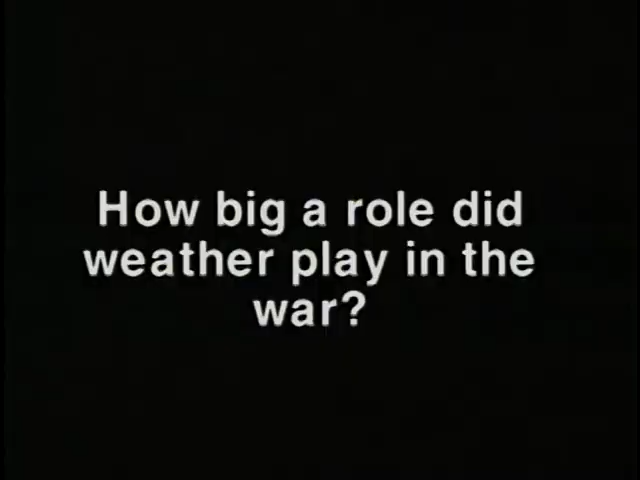 How big a role did
weather play in the
war?